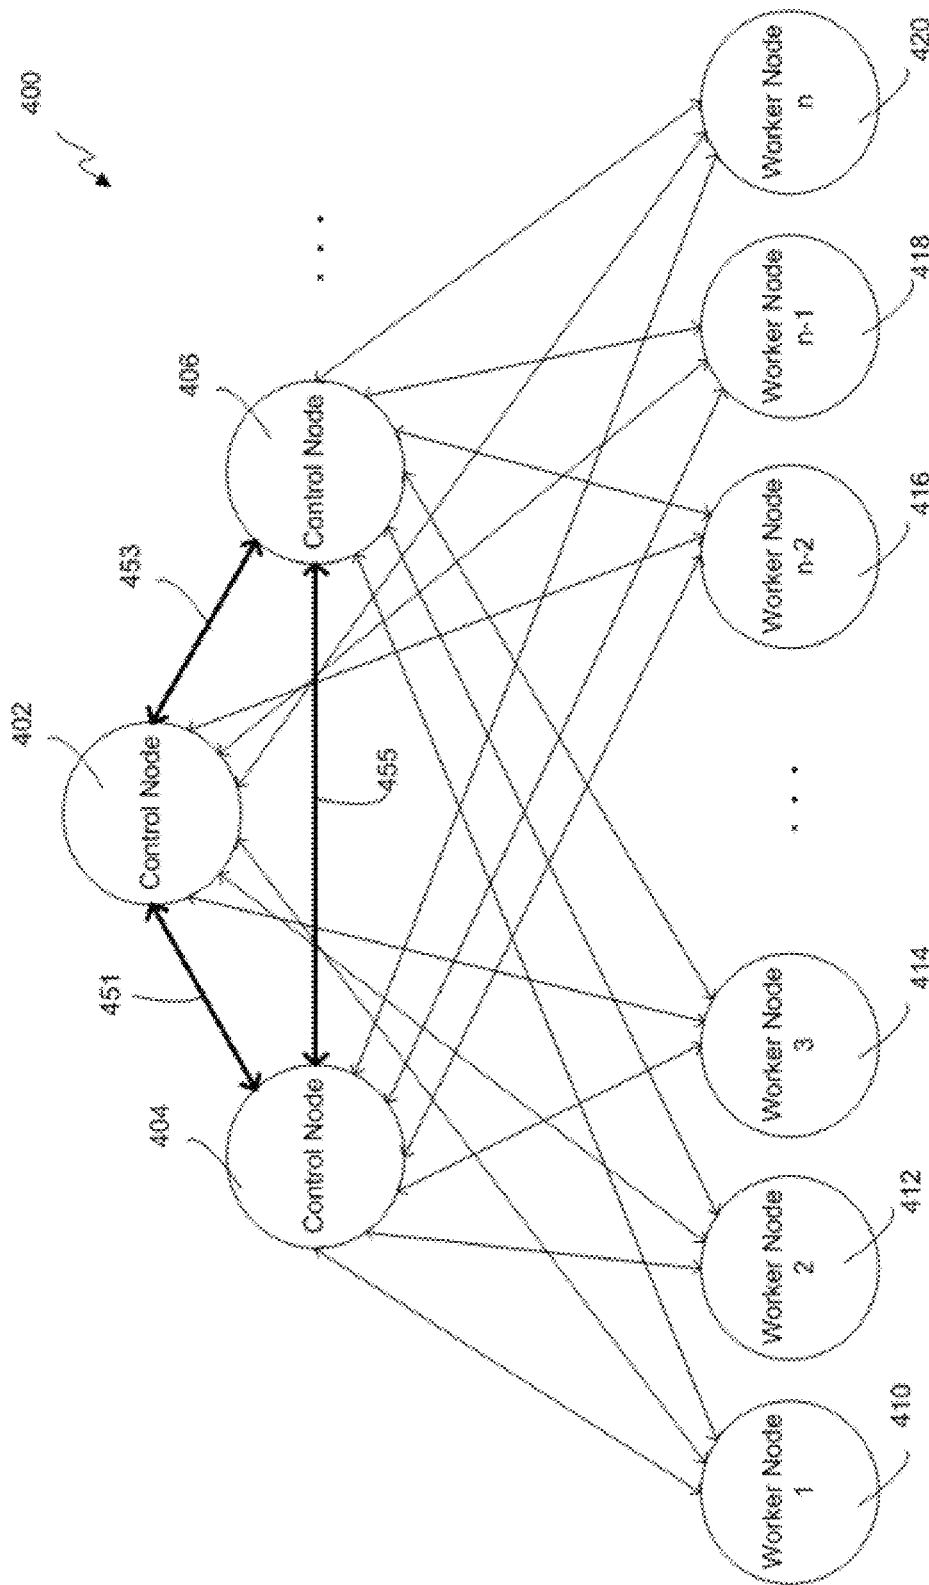 400
402
Control Node
451
453
404
Control Node
406
Control Node
455
Worker Node
1
410
Worker Node
2
412
Worker Node
3
414
Worker Node
n-2
416
Worker Node
n-1
418
Worker Node
n
420